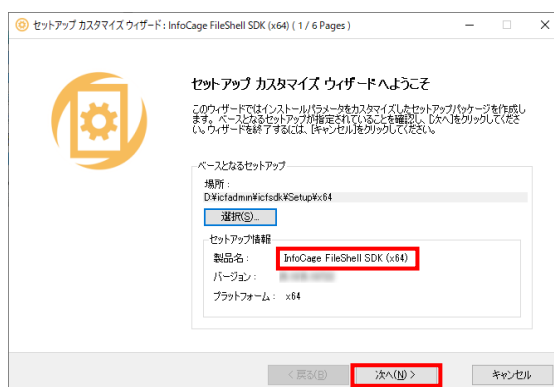 セットアップ カスタマイズ ウィザード : InfoCage FileShell SDK (x64) ( 1 / 6 Pages )
セットアップ カスタマイズ ウィザードへようこそ
このウィザードではインストールパラメータをカスタマイズしたセットアップパッケージを作成し
ます。ベースとなるセットアップが指定されていることを確認し、[次へ]をクリックしてくださ
い。ウィザードを終了するには、[キャンセル]をクリックしてください。
ベースとなるセットアップ
場所 :
D:¥icfadmin¥icfsdk¥Setup¥x64
選択(S)...
セットアップ情報
製品名 : InfoCage FileShell SDK (x64)
バージョン :
プラットフォーム : x64
< 戻る(B) 次へ(N) > キャンセル